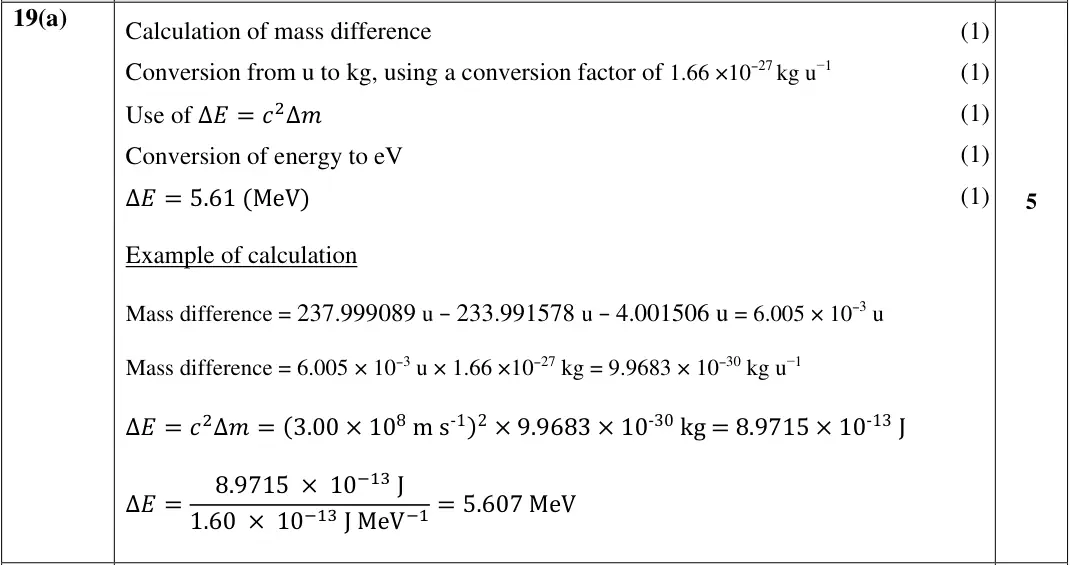 19(a)
Calculation of mass difference (1)
Conversion from u to kg, using a conversion factor of 1.66 ×10⁻²⁷ kg u⁻¹ (1)
Use of Δ𝐸 = 𝑐²Δ𝑚 (1)
Conversion of energy to eV (1)
Δ𝐸 = 5.61 (MeV) (1)
5
Example of calculation
Mass difference = 237.999089 u – 233.991578 u – 4.001506 u = 6.005 × 10⁻³ u
Mass difference = 6.005 × 10⁻³ u × 1.66 ×10⁻²⁷ kg = 9.9683 × 10⁻³⁰ kg u⁻¹
Δ𝐸 = 𝑐²Δ𝑚 = (3.00 × 10⁸ m s⁻¹)² × 9.9683 × 10⁻³⁰ kg = 8.9715 × 10⁻¹³ J
Δ𝐸 = 8.9715 × 10⁻¹³ J / 1.60 × 10⁻¹³ J MeV⁻¹ = 5.607 MeV